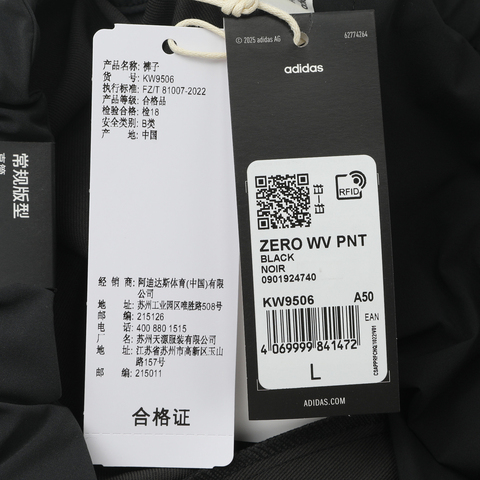 产品名称: 裤子
货 号: KW9506
执行标准: FZ/T 81007-2022
产品等级: 合格品
检验合格: 检18
安全类别: B类
产 地: 中国
经 销 商: 阿迪达斯体育(中国)有限
公司
地 址: 苏州工业园区唯胜路508号
邮 编: 215126
电 话: 400 880 1515
制 造 商: 苏州天源服装有限公司
地 址: 江苏省苏州市高新区玉山
路157号
邮 编: 215011
合格证
常规版型
直筒
© 2025 adidas AG
62774264
adidas
扫一扫
RFID
ZERO WV PNT
BLACK
NOIR
0901924740
KW9506 A50
EAN
4 069999 841472
L
ADIDAS.COM